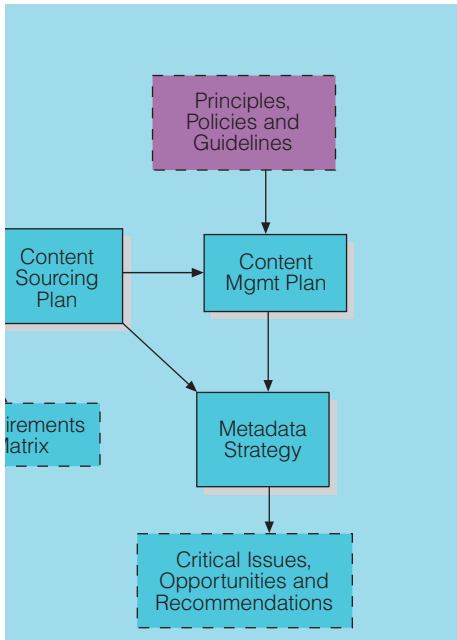 Principles,
Policies and
Guidelines
Content
Sourcing
Plan
Content
Mgmt Plan
Metadata
Strategy
Critical Issues,
Opportunities and
Recommendations